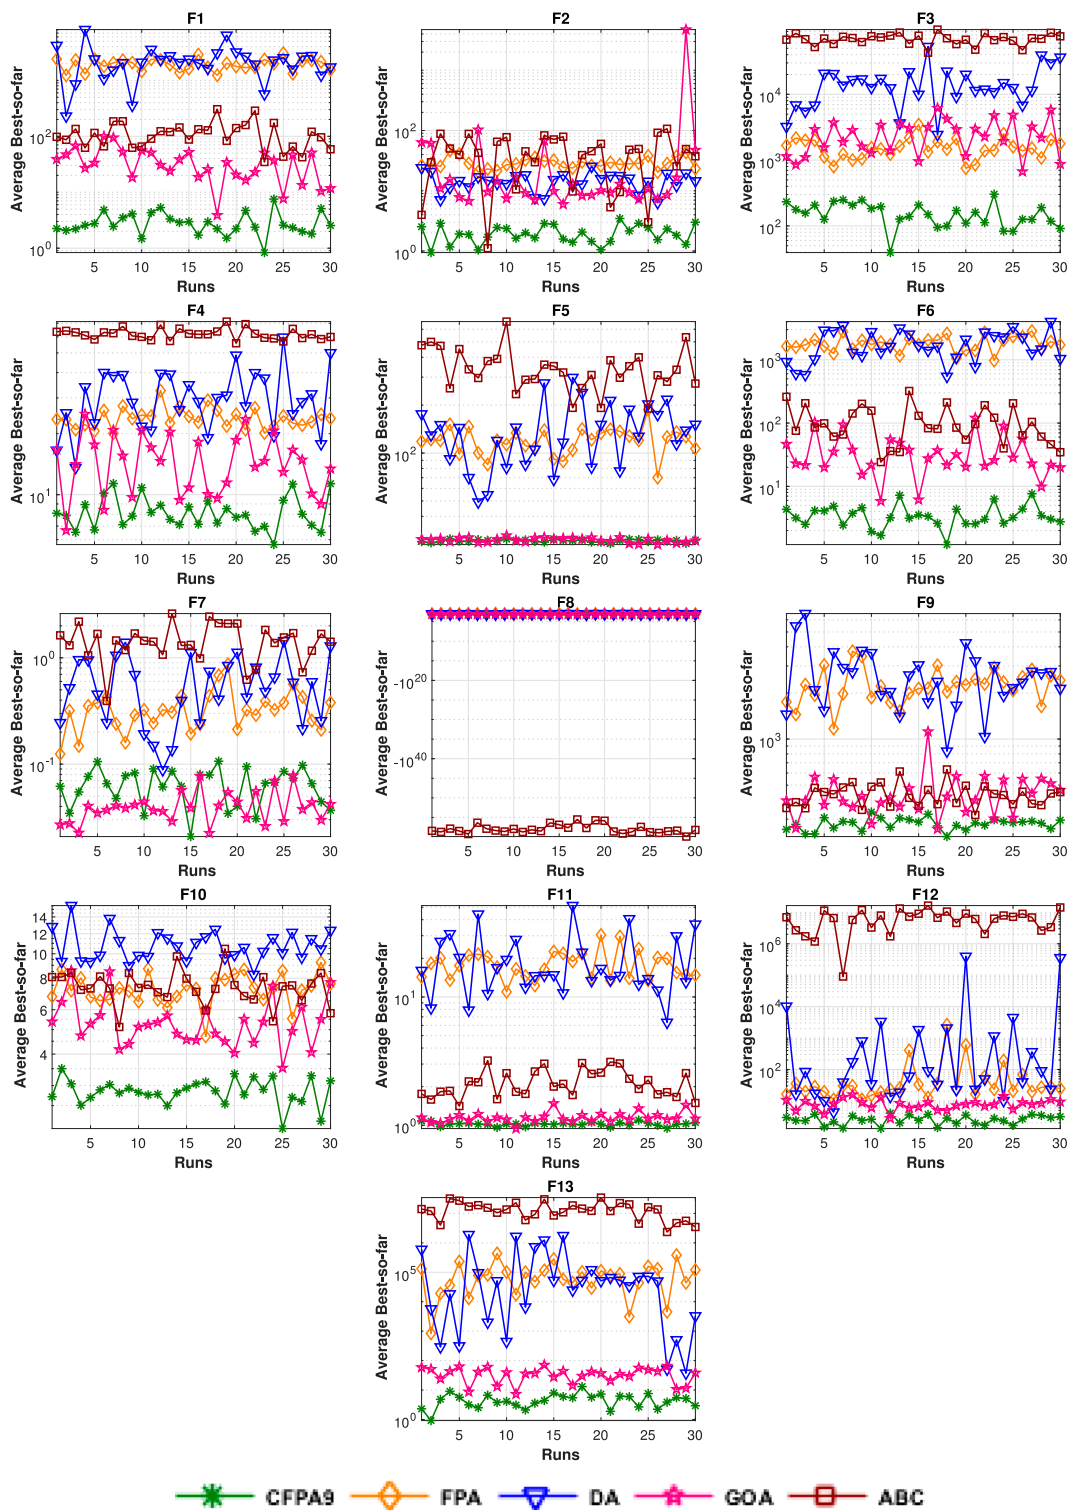 F1
Average Best-so-far
10^2
10^0
5 10 15 20 25 30
Runs
F2
Average Best-so-far
10^2
10^0
5 10 15 20 25 30
Runs
F3
Average Best-so-far
10^4
10^3
10^2
5 10 15 20 25 30
Runs
F4
Average Best-so-far
10^1
5 10 15 20 25 30
Runs
F5
Average Best-so-far
10^2
5 10 15 20 25 30
Runs
F6
Average Best-so-far
10^3
10^2
10^1
5 10 15 20 25 30
Runs
F7
Average Best-so-far
10^0
10^-1
5 10 15 20 25 30
Runs
F8
Average Best-so-far
-10^20
-10^40
5 10 15 20 25 30
Runs
F9
Average Best-so-far
10^3
5 10 15 20 25 30
Runs
F10
Average Best-so-far
14
12
10
8
6
4
5 10 15 20 25 30
Runs
F11
Average Best-so-far
10^1
10^0
5 10 15 20 25 30
Runs
F12
Average Best-so-far
10^6
10^4
10^2
5 10 15 20 25 30
Runs
F13
Average Best-so-far
10^5
10^0
5 10 15 20 25 30
Runs
CFPA9 FPA DA GOA ABC